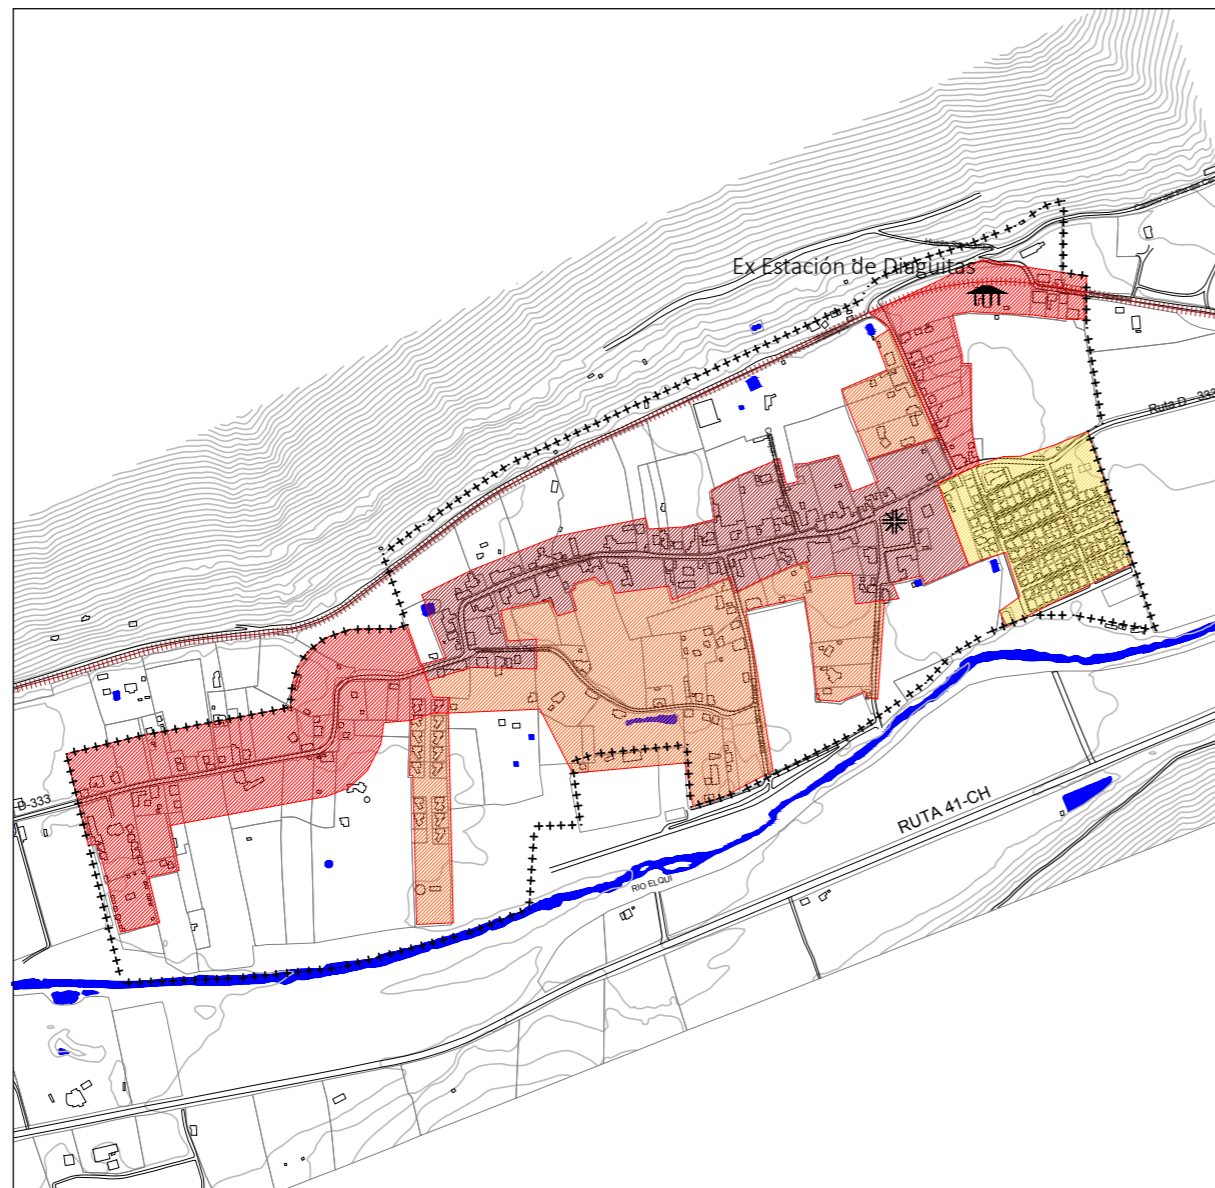 Ex Estación de Diaguitas
Ruta D - 333
D-333
RUTA 41-CH
RIO ELQUI